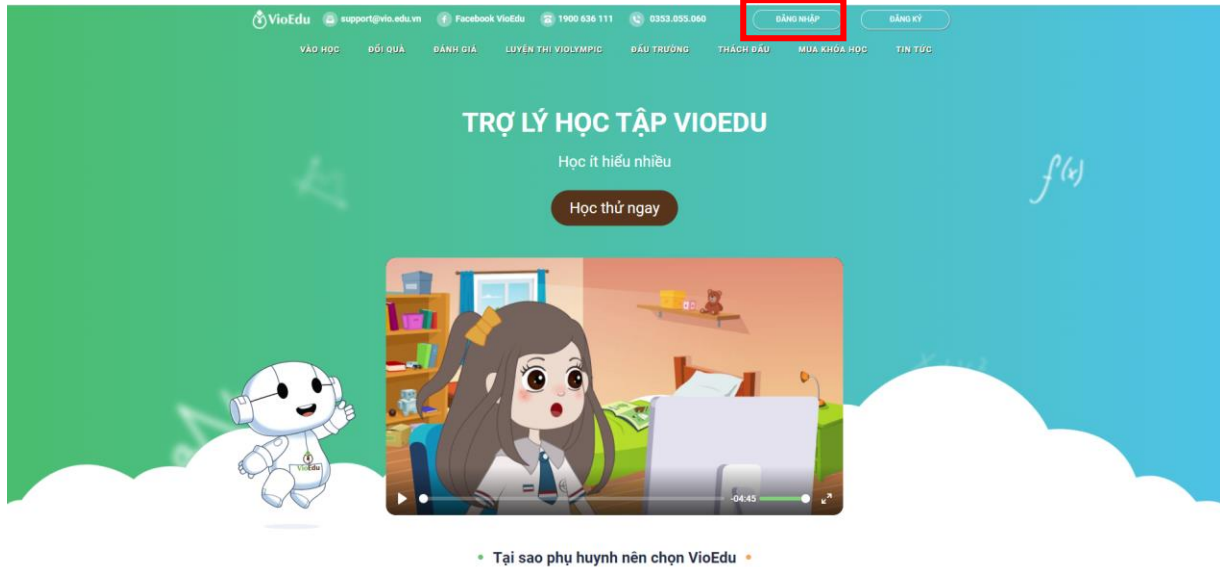 VioEdu support@vio.edu.vn Facebook VioEdu 1900 636 111 0353.055.060 ĐĂNG NHẬP ĐĂNG KÝ
VÀO HỌC ĐỔI QUÀ ĐÁNH GIÁ LUYỆN THI VIOLYMPIC ĐẤU TRƯỜNG THÁCH ĐẤU MUA KHÓA HỌC TIN TỨC
TRỢ LÝ HỌC TẬP VIOEDU
Học ít hiểu nhiều
Học thử ngay
f(x)
VioEdu
-04:45
Tại sao phụ huynh nên chọn VioEdu